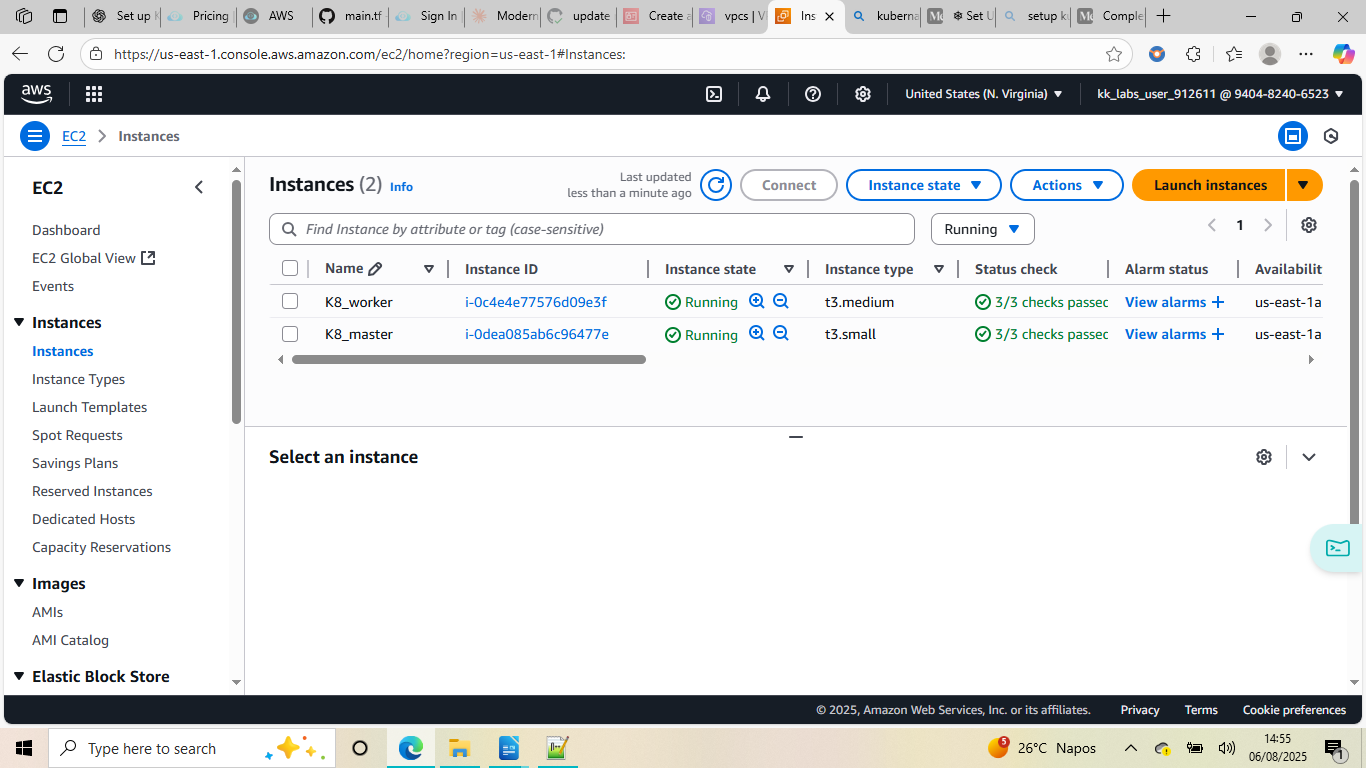 Set up K
Pricing |
AWS
main.tf
Sign In |
Modern
update
Create a
vpcs | V
Ins
kuberna
Set U
setup k
Comple
https://us-east-1.console.aws.amazon.com/ec2/home?region=us-east-1#Instances:
aws
United States (N. Virginia)
kk_labs_user_912611 @ 9404-8240-6523
EC2
Instances
EC2
Dashboard
EC2 Global View
Events
Instances
Instances
Instance Types
Launch Templates
Spot Requests
Savings Plans
Reserved Instances
Dedicated Hosts
Capacity Reservations
Images
AMIs
AMI Catalog
Elastic Block Store
Instances (2) Info
Last updated
less than a minute ago
Connect
Instance state
Actions
Launch instances
Find Instance by attribute or tag (case-sensitive)
Running
1
Name Instance ID Instance state Instance type Status check Alarm status Availabilit
K8_worker i-0c4e4e77576d09e3f Running t3.medium 3/3 checks passec View alarms + us-east-1a
K8_master i-0dea085ab6c96477e Running t3.small 3/3 checks passec View alarms + us-east-1a
Select an instance
© 2025, Amazon Web Services, Inc. or its affiliates. Privacy Terms Cookie preferences
Type here to search
5
26°C Napos
14:55
06/08/2025
1